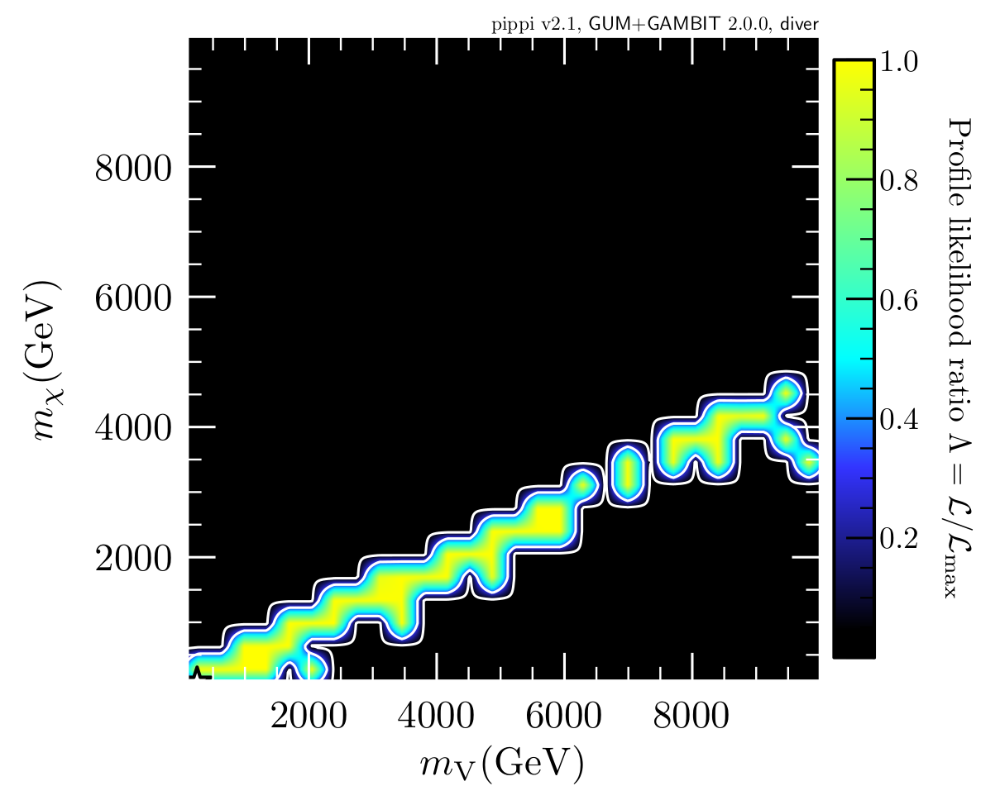 pippi v2.1, GUM+GAMBIT 2.0.0, diver
1.0
0.8
0.6
0.4
0.2
Profile likelihood ratio Λ = ℒ/ℒmax
8000
6000
4000
2000
mχ(GeV)
2000 4000 6000 8000
mV(GeV)